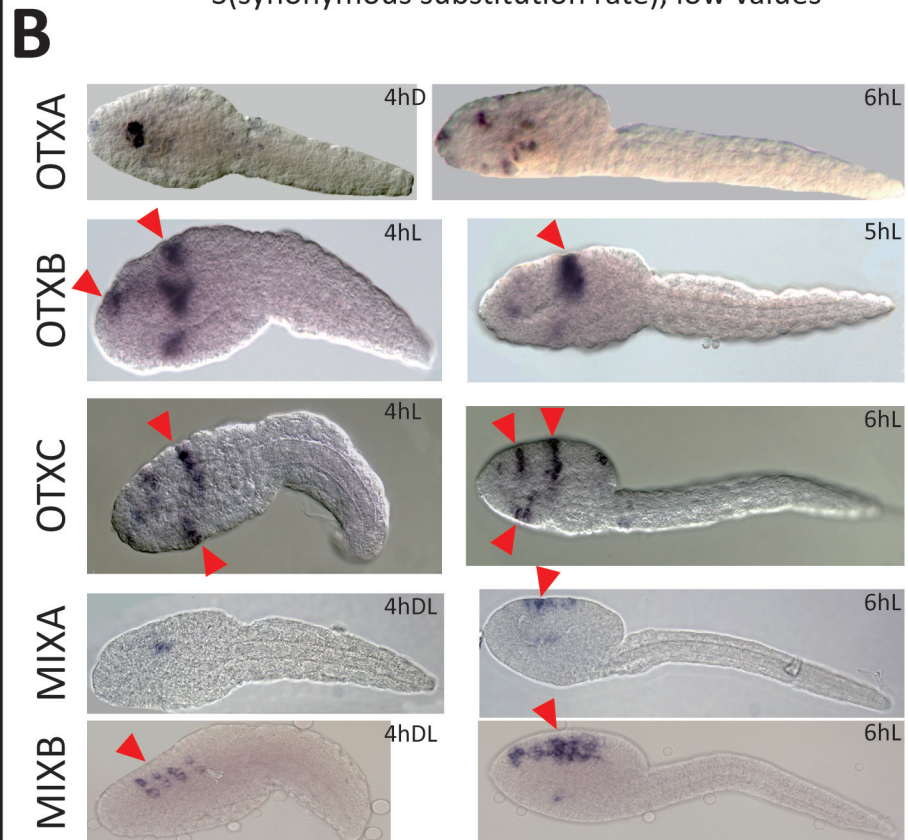 S(synonymous substitution rate), low values
B
OTXA 4hD 6hL
OTXB 4hL 5hL
OTXC 4hL 6hL
MIXA 4hDL 6hL
MIXB 4hDL 6hL